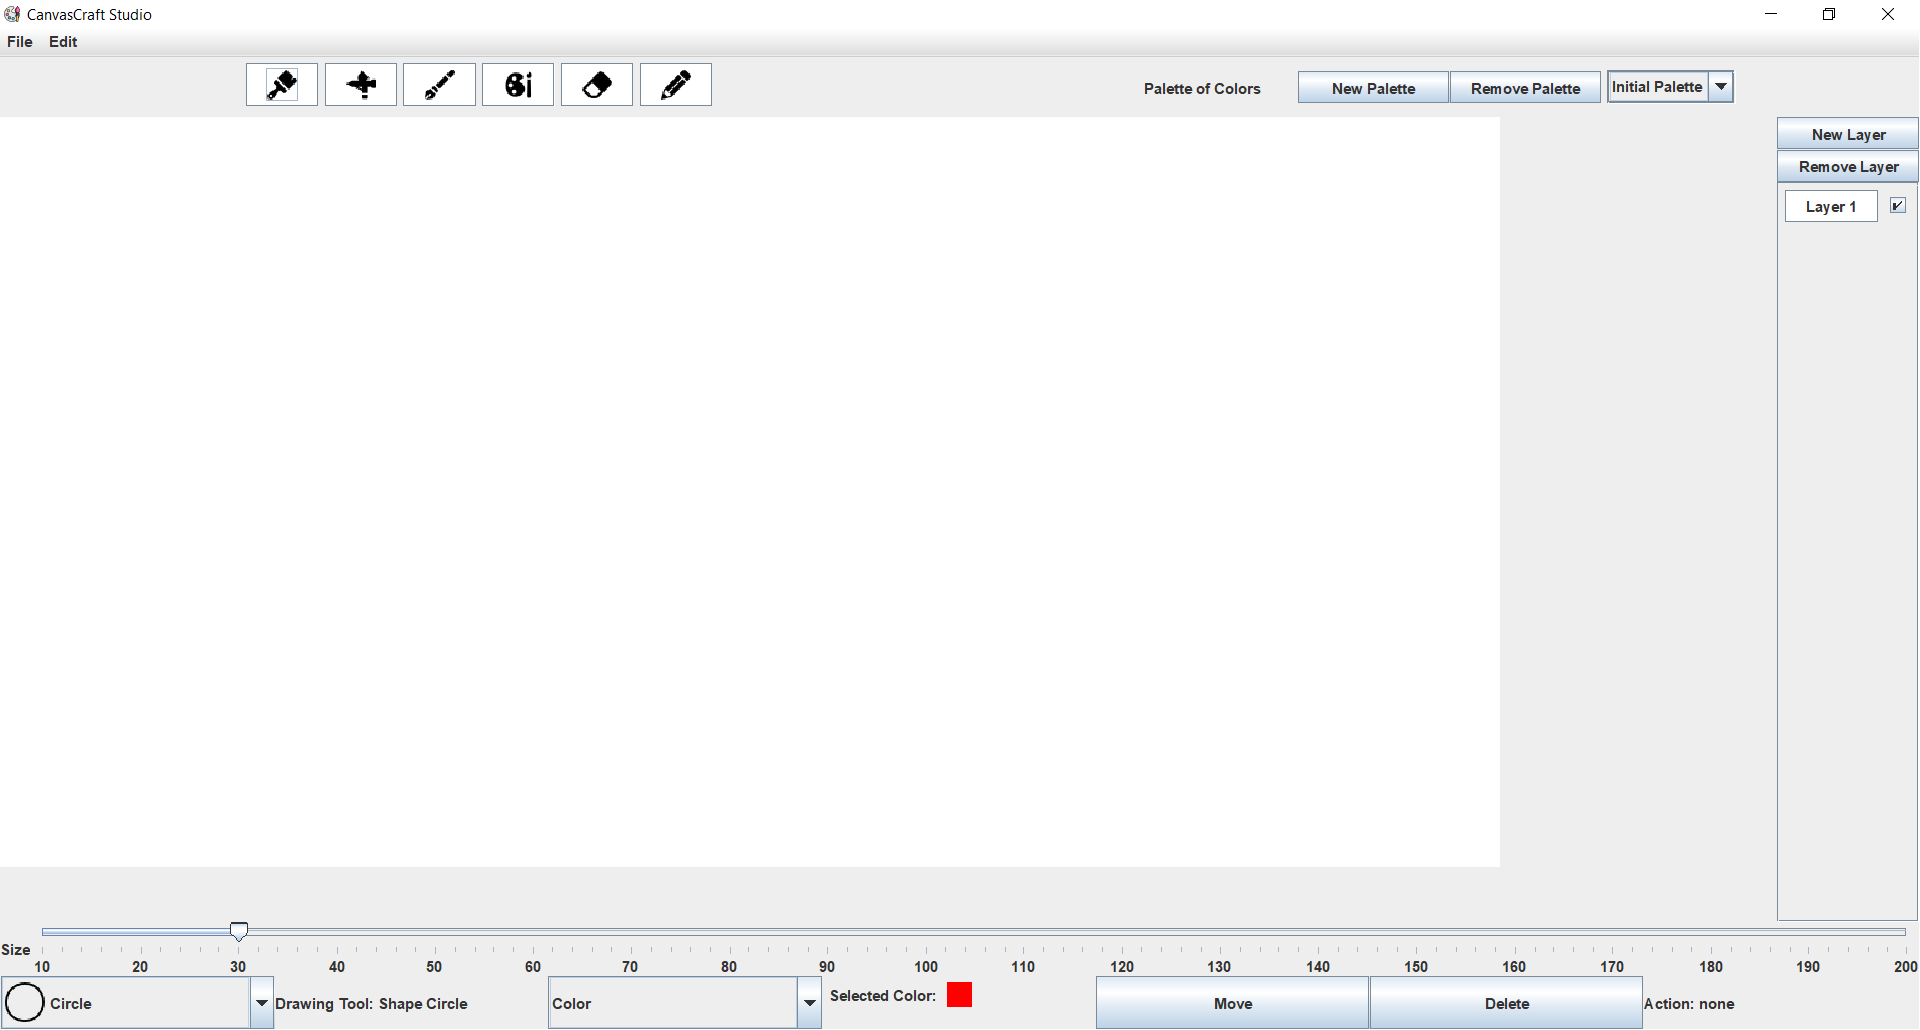 CanvasCraft Studio
File Edit
Palette of Colors New Palette Remove Palette Initial Palette
New Layer
Remove Layer
Layer 1
Size
10 20 30 40 50 60 70 80 90 100 110 120 130 140 150 160 170 180 190 200
Circle Drawing Tool: Shape Circle Color Selected Color: Move Delete Action: none